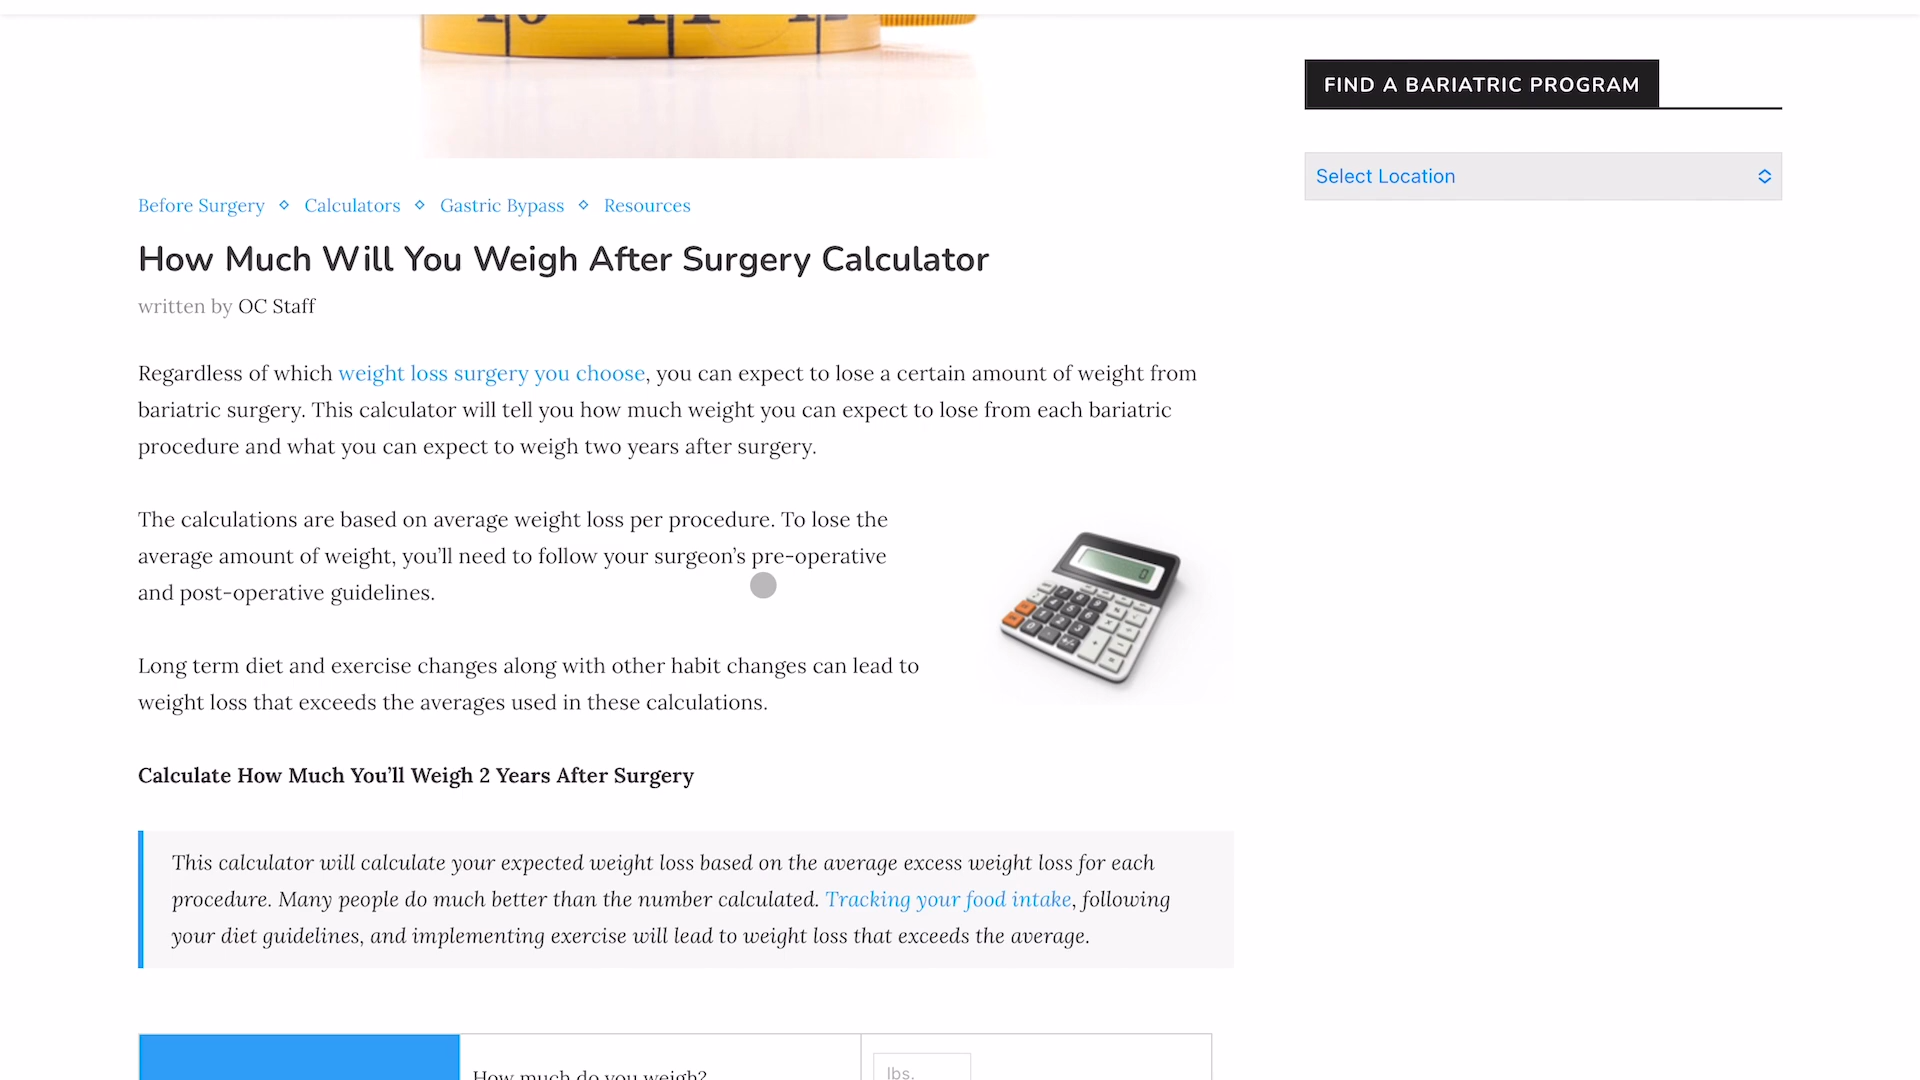 FIND A BARIATRIC PROGRAM
Select Location
Before Surgery ⋄ Calculators ⋄ Gastric Bypass ⋄ Resources
How Much Will You Weigh After Surgery Calculator
written by OC Staff
Regardless of which weight loss surgery you choose, you can expect to lose a certain amount of weight from
bariatric surgery. This calculator will tell you how much weight you can expect to lose from each bariatric
procedure and what you can expect to weigh two years after surgery.
The calculations are based on average weight loss per procedure. To lose the
average amount of weight, you’ll need to follow your surgeon’s pre-operative
and post-operative guidelines.
Long term diet and exercise changes along with other habit changes can lead to
weight loss that exceeds the averages used in these calculations.
Calculate How Much You’ll Weigh 2 Years After Surgery
This calculator will calculate your expected weight loss based on the average excess weight loss for each
procedure. Many people do much better than the number calculated. Tracking your food intake, following
your diet guidelines, and implementing exercise will lead to weight loss that exceeds the average.
How much do you weigh?
lbs.